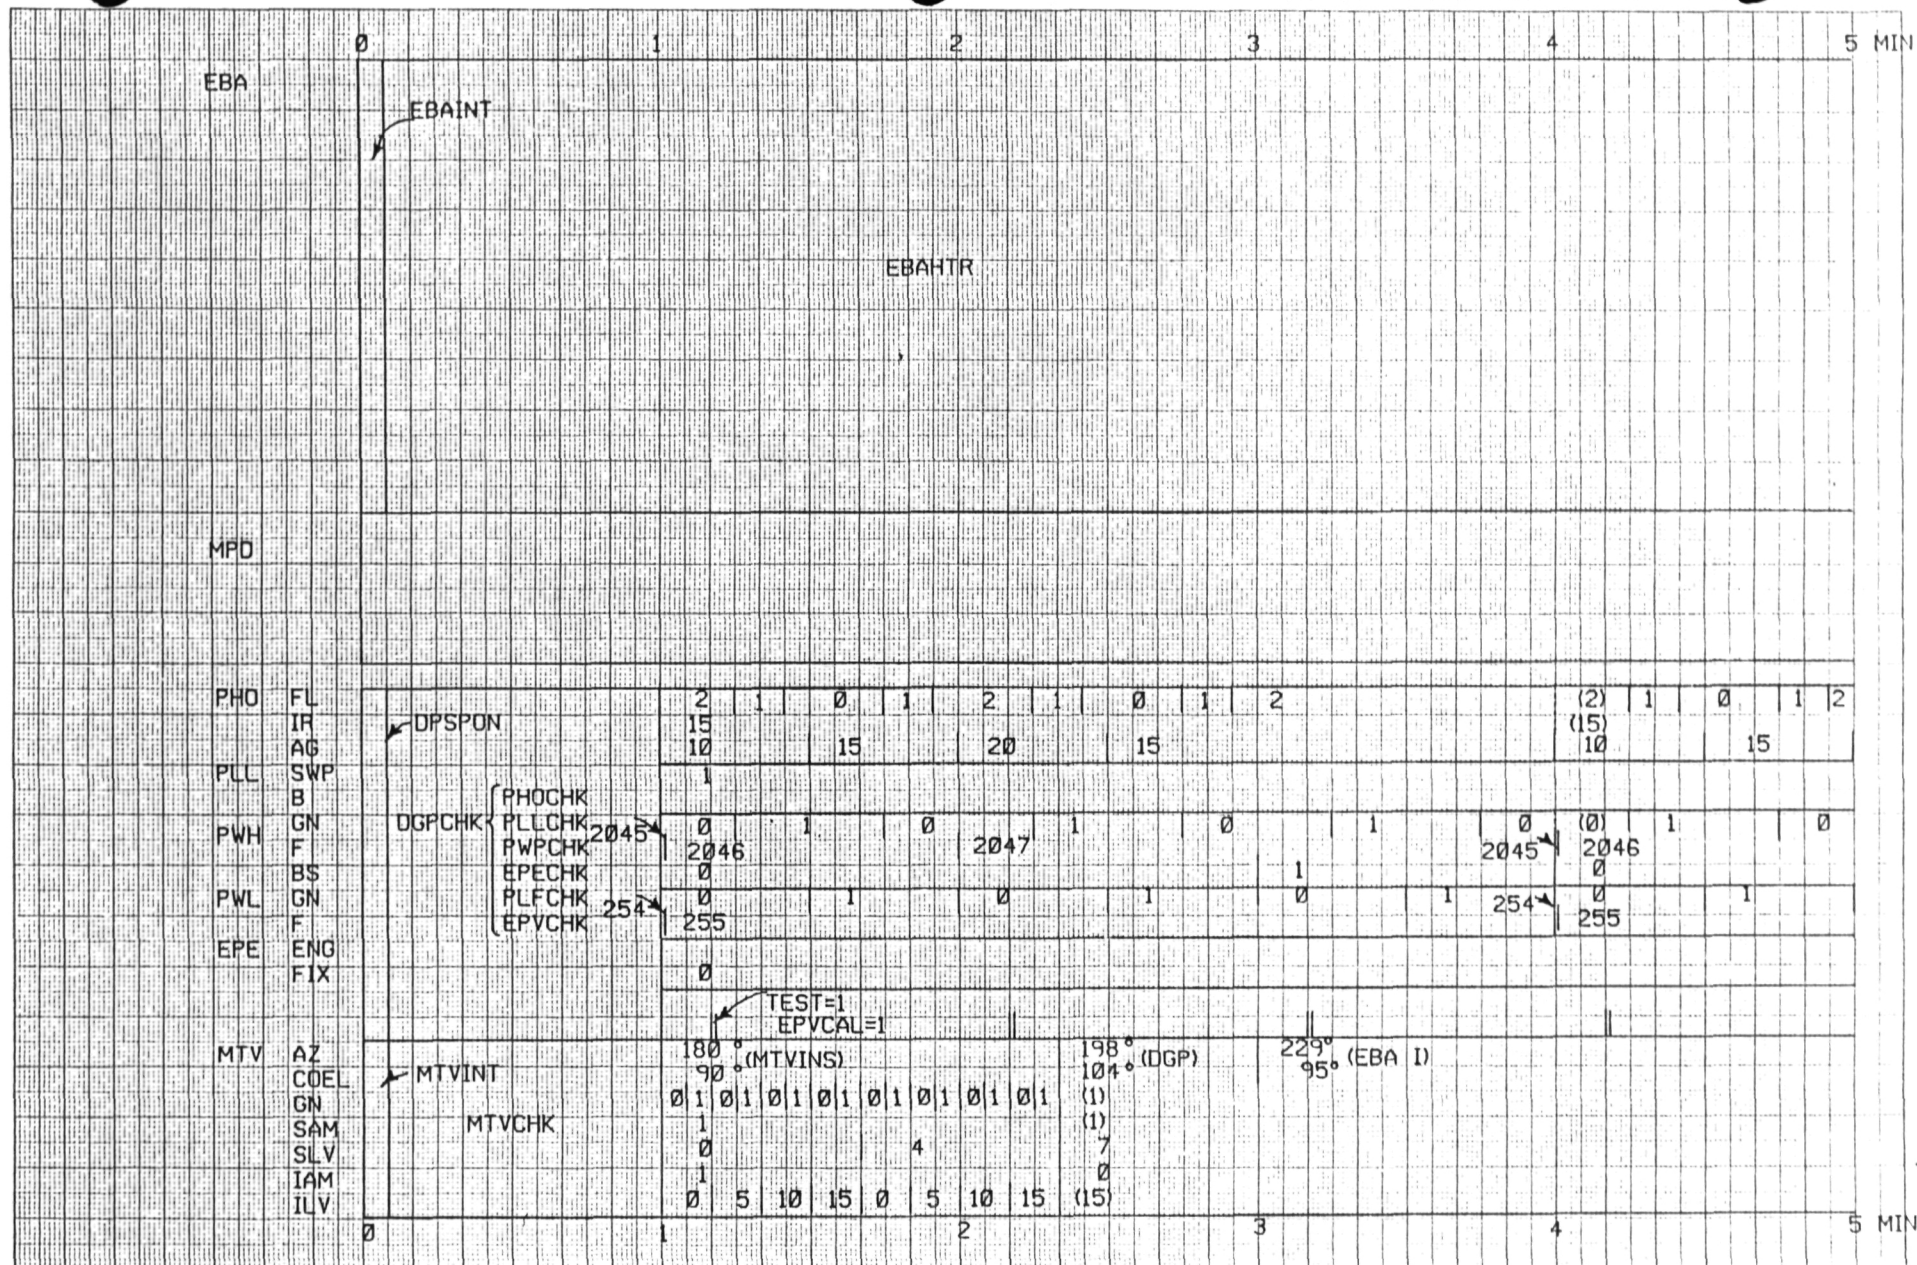 0 1 2 3 4 5 MIN
EBA
EBAINT
EBAHTR
MPD
PHO FL 2 1 0 1 2 1 0 1 2 (2) 1 0 1 2
IR 15 (15)
DPSPON
AG 10 15 20 15 10 15
PLL SWP 1
B PHOCHK
PWH GN DGPCHK PLLCHK 2045 0 1 0 1 0 1 0 (0) 1 0
F PWPCHK 2046 2047 2045 2046
BS EPECHK 0 1 0
PWL GN PLFCHK 254 0 1 0 1 0 1 254 0 1
F EPVCHK 255 255
EPE ENG
FIX 0
TEST=1
EPVCAL=1
MTV AZ 180° (MTVINS) 198° (DGP) 229° (EBA I)
COEL MTVINT 90° 104° 95°
GN 0 1 0 1 0 1 0 1 0 1 0 1 0 1 0 1 (1)
SAM MTVCHK 1 (1)
SLV 0 4 7
IAM 1 0
ILV 0 5 10 15 0 5 10 15 (15)
0 1 2 3 4 5 MIN